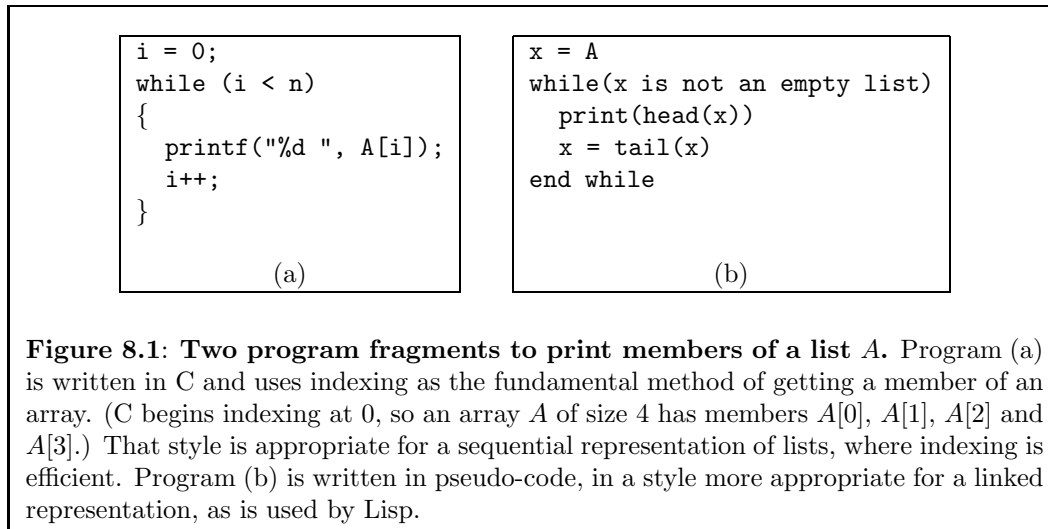 i = 0;
while (i < n)
{
  printf("%d ", A[i]);
  i++;
}
(a)
x = A
while(x is not an empty list)
  print(head(x))
  x = tail(x)
end while
(b)
Figure 8.1: Two program fragments to print members of a list A. Program (a)
is written in C and uses indexing as the fundamental method of getting a member of an
array. (C begins indexing at 0, so an array A of size 4 has members A[0], A[1], A[2] and
A[3].) That style is appropriate for a sequential representation of lists, where indexing is
efficient. Program (b) is written in pseudo-code, in a style more appropriate for a linked
representation, as is used by Lisp.